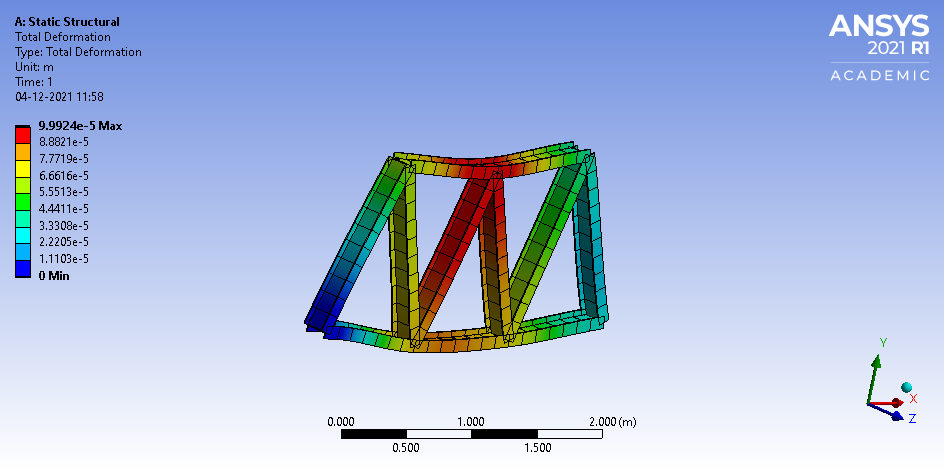 A: Static Structural
Total Deformation
Type: Total Deformation
Unit: m
Time: 1
04-12-2021 11:58
9.9924e-5 Max
8.8821e-5
7.7719e-5
6.6616e-5
5.5513e-5
4.4411e-5
3.3308e-5
2.2205e-5
1.1103e-5
0 Min
ANSYS
2021 R1
ACADEMIC
0.000 1.000 2.000 (m)
0.500 1.500
Y
X
Z